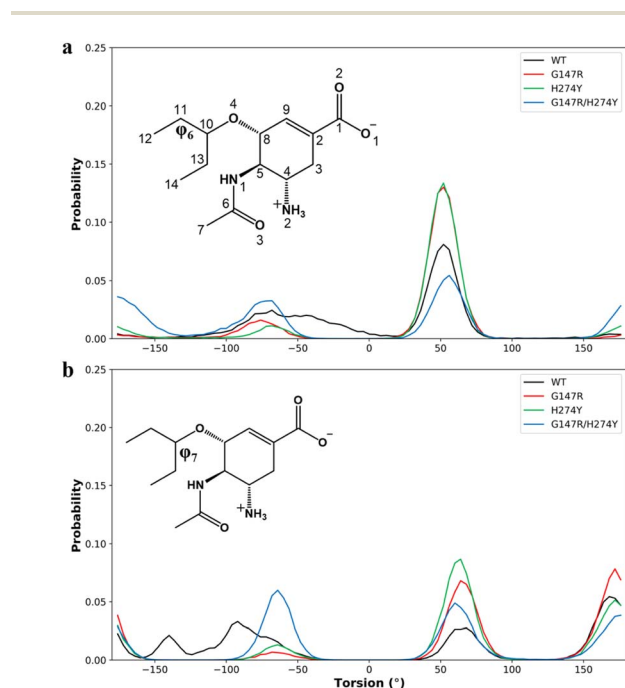 a
0.25
0.20
0.15
0.10
0.05
0.00
Probability
WT
G147R
H274Y
G147R/H274Y
O
2
4
O
9
1
O⁻
1
11
10
φ6
12
8
2
13
5
4
3
14
HN
1
+
NH3
2
6
7
O
3
−150 −100 −50 0 50 100 150
b
0.25
0.20
0.15
0.10
0.05
0.00
Probability
WT
G147R
H274Y
G147R/H274Y
O
O
O⁻
φ7
HN
+
NH3
O
−150 −100 −50 0 50 100 150
Torsion (°)